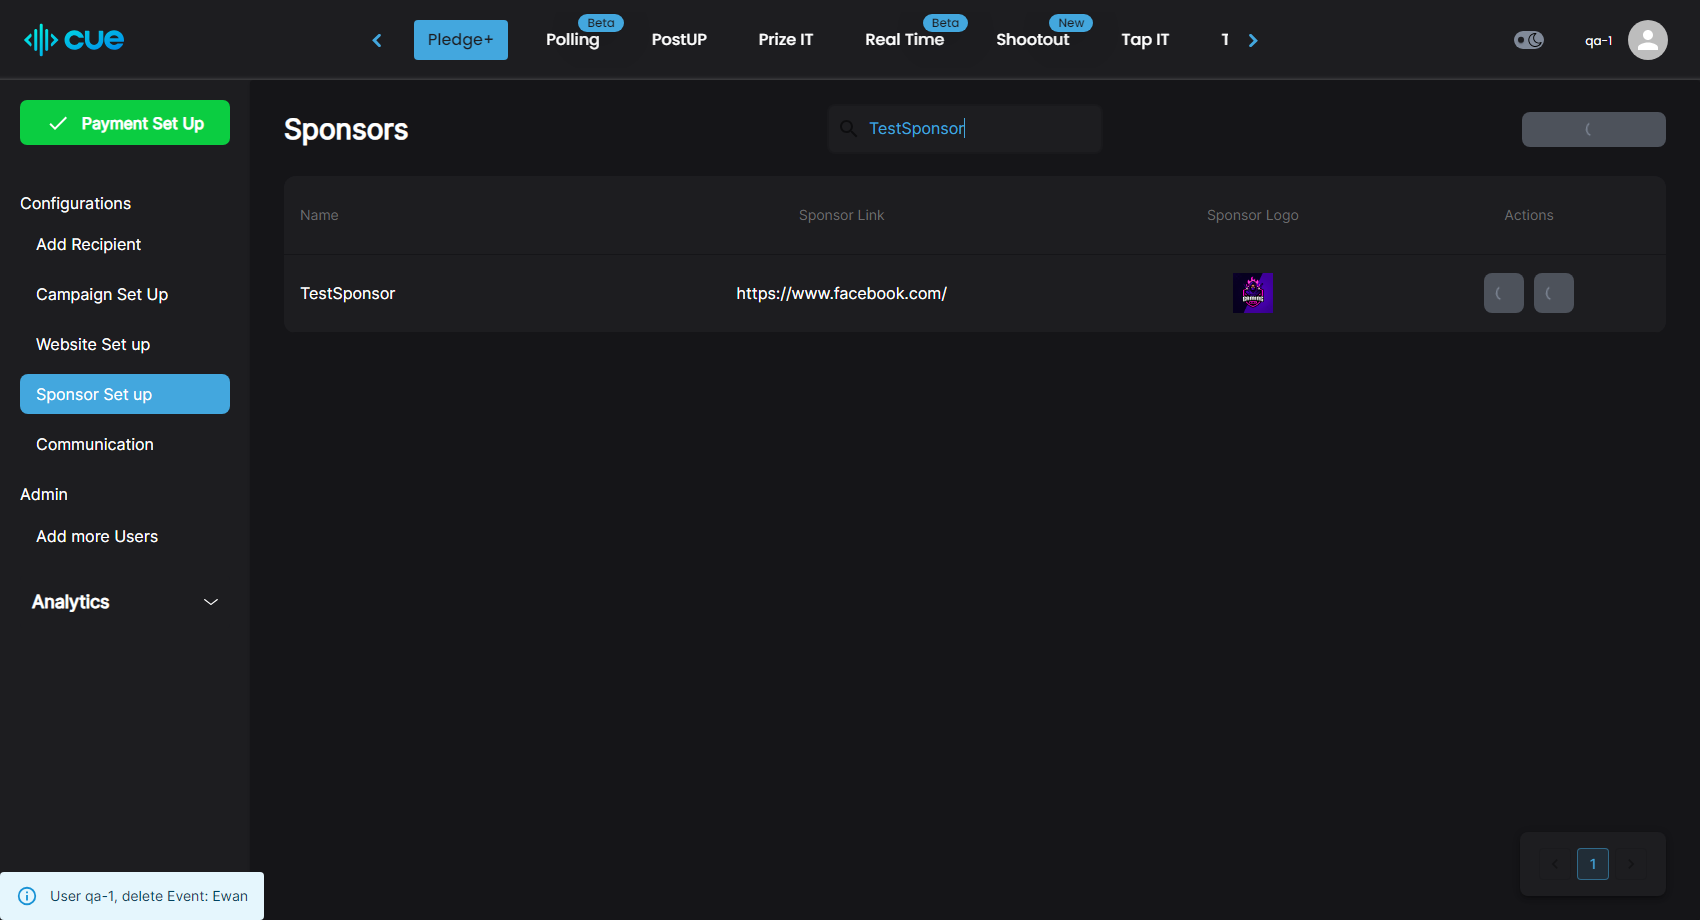 cue
Pledge+
Polling
Beta
PostUP
Prize IT
Real Time
Beta
Shootout
New
Tap IT
qa-1
Payment Set Up
Configurations
Add Recipient
Campaign Set Up
Website Set up
Sponsor Set up
Communication
Admin
Add more Users
Analytics
Sponsors
TestSponsor
Name Sponsor Link Sponsor Logo Actions
TestSponsor https://www.facebook.com/
GAMING
1
User qa-1, delete Event: Ewan